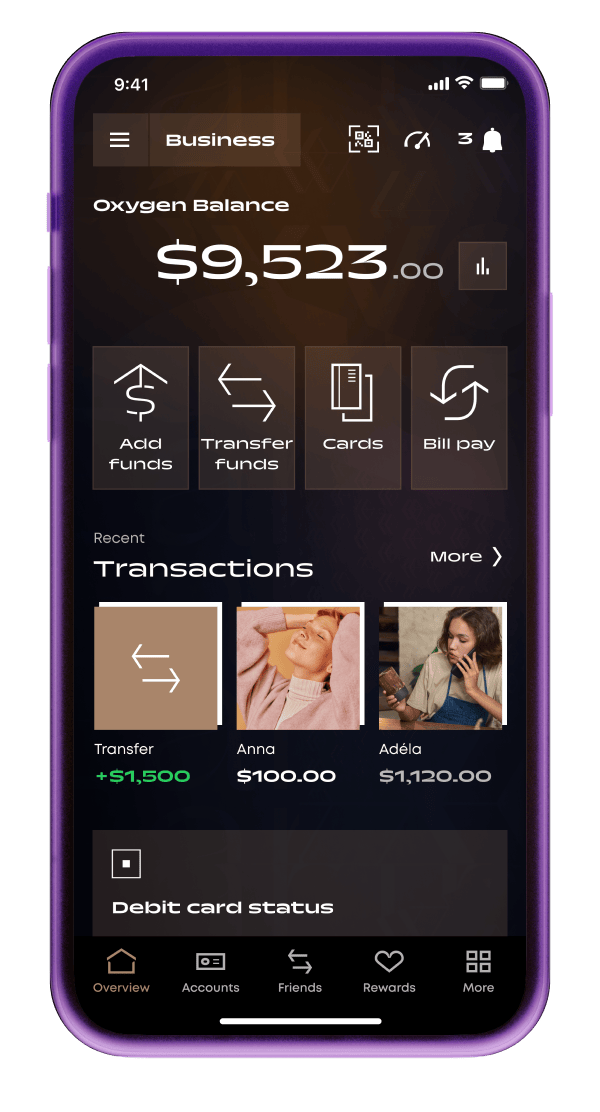 9:41
Business
3
Oxygen Balance
$9,523.00
Add
funds
Transfer
funds
Cards
Bill pay
Recent
Transactions
More
Transfer
Anna
Adéla
+$1,500
$100.00
$1,120.00
Debit card status
Overview
Accounts
Friends
Rewards
More